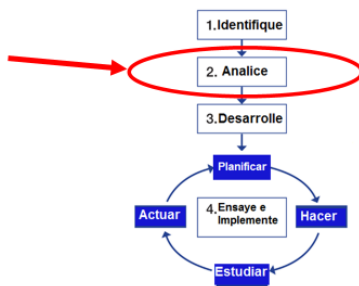 1. Identifique
2. Analice
3. Desarrolle
Planificar
Actuar
4. Ensaye e
Implemente
Hacer
Estudiar